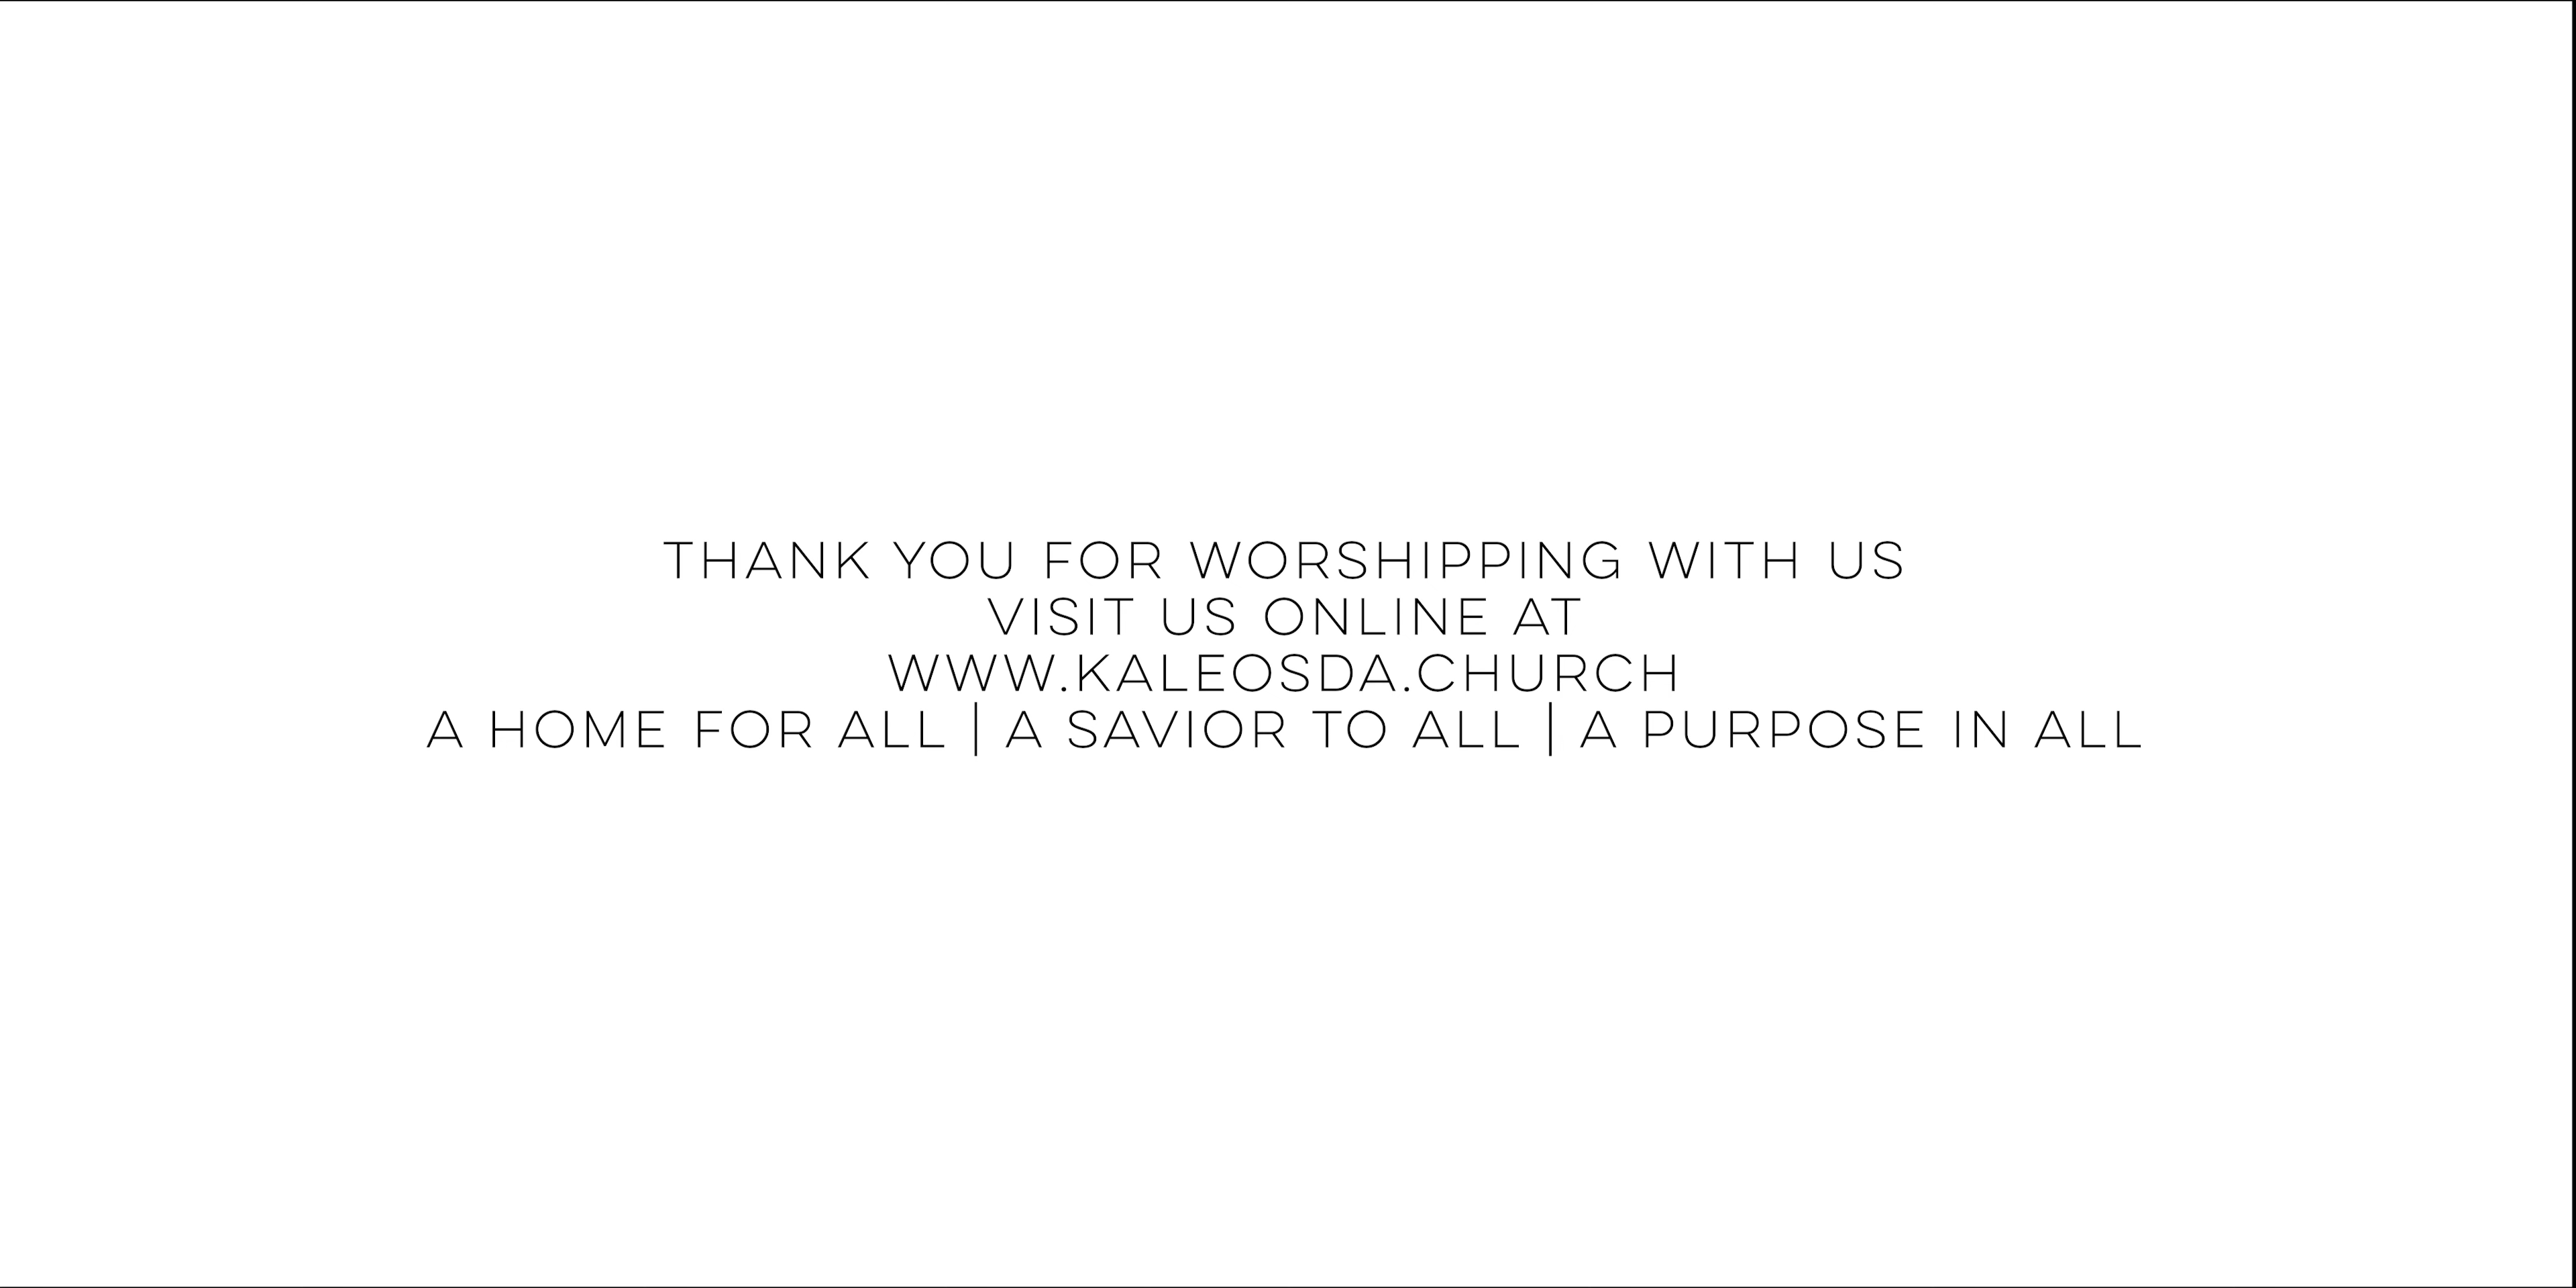 THANK YOU FOR WORSHIPPING WITH US
VISIT US ONLINE AT
WWW.KALEOSDA.CHURCH
A HOME FOR ALL | A SAVIOR TO ALL | A PURPOSE IN ALL